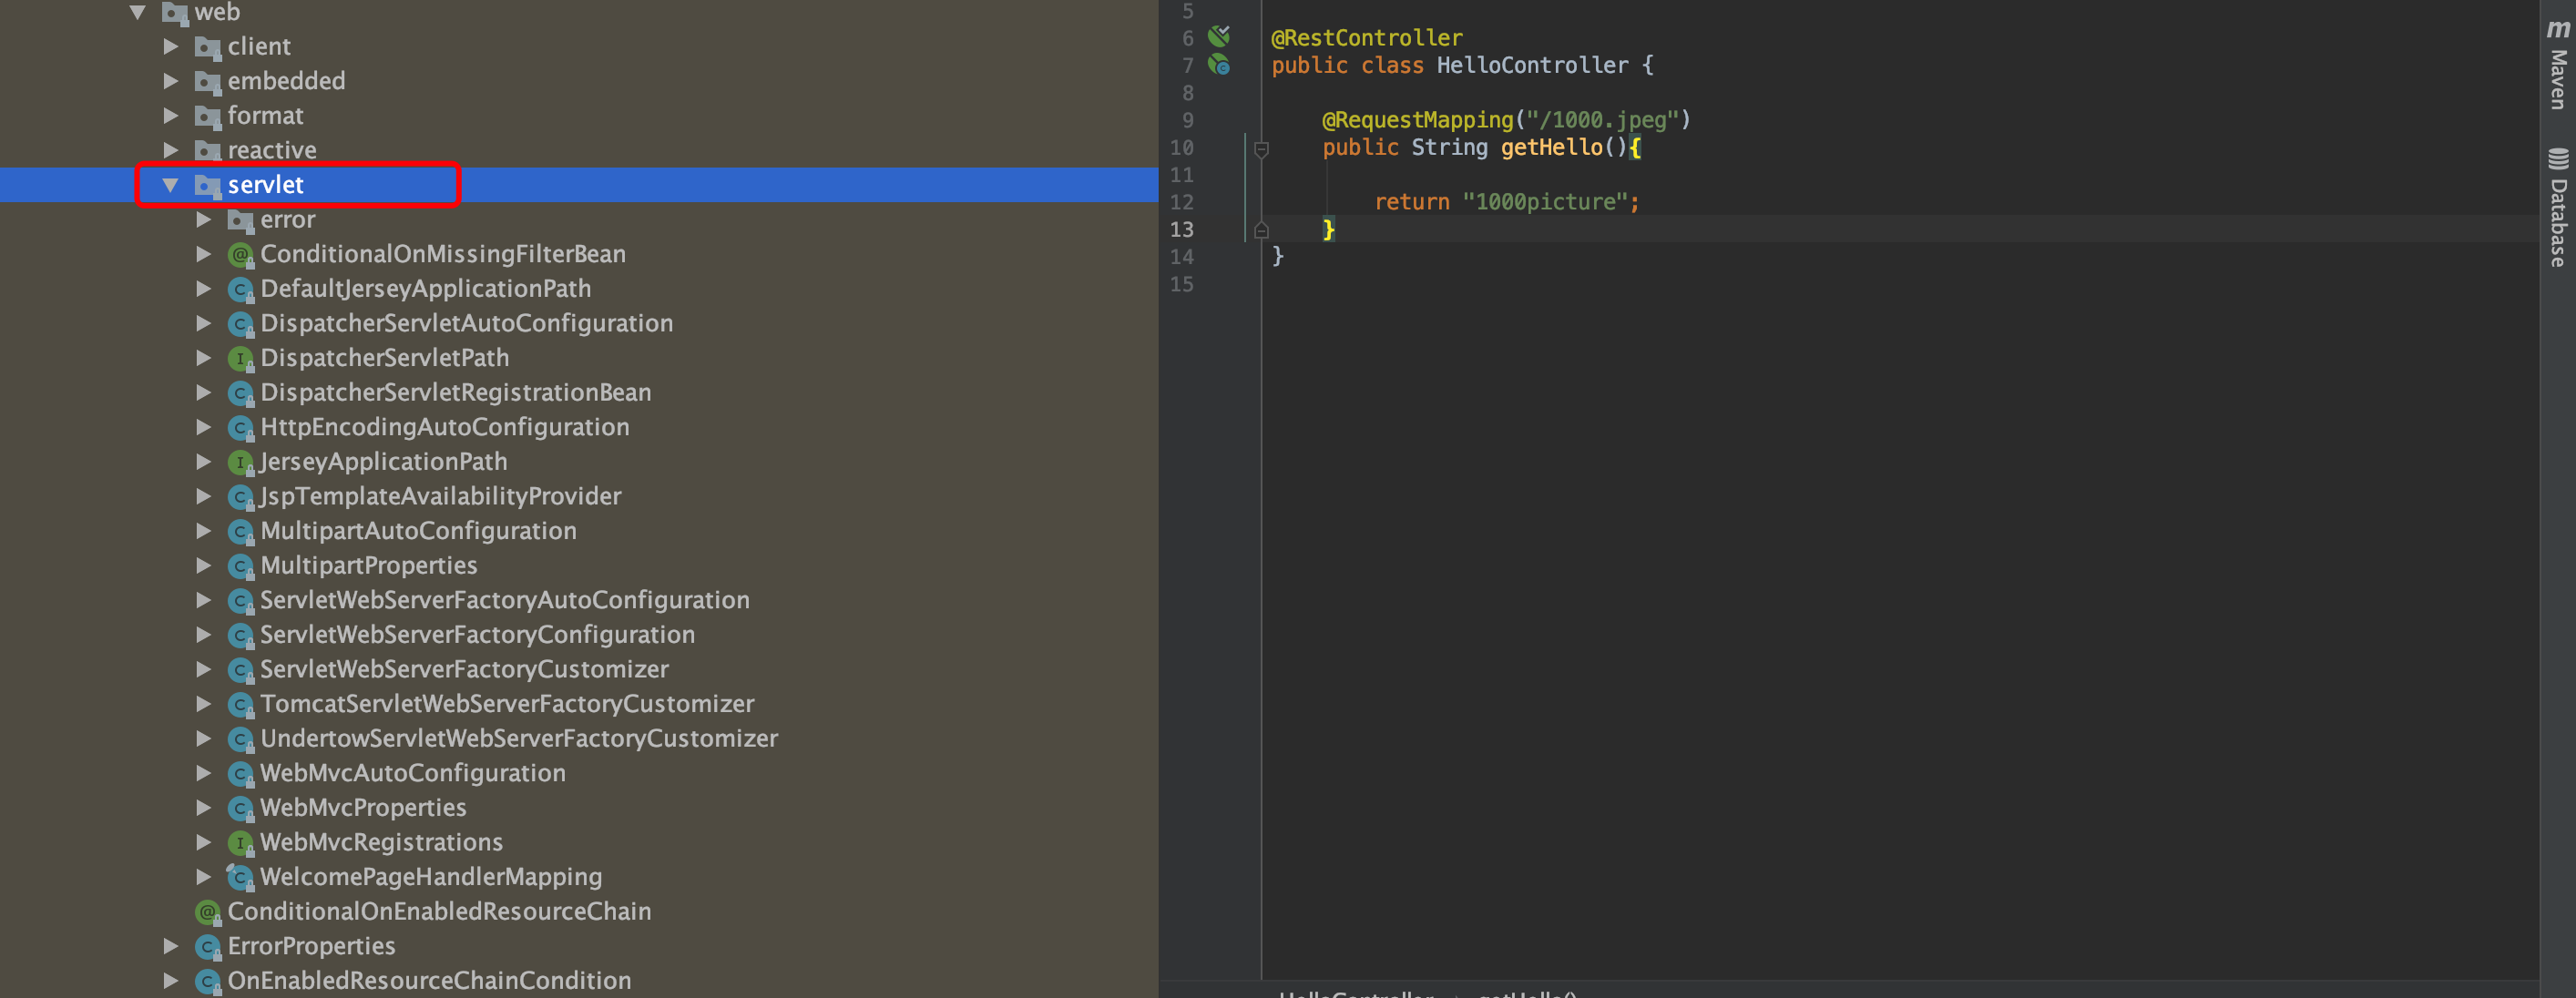 web
client
embedded
format
reactive
servlet
error
ConditionalOnMissingFilterBean
DefaultJerseyApplicationPath
DispatcherServletAutoConfiguration
DispatcherServletPath
DispatcherServletRegistrationBean
HttpEncodingAutoConfiguration
JerseyApplicationPath
JspTemplateAvailabilityProvider
MultipartAutoConfiguration
MultipartProperties
ServletWebServerFactoryAutoConfiguration
ServletWebServerFactoryConfiguration
ServletWebServerFactoryCustomizer
TomcatServletWebServerFactoryCustomizer
UndertowServletWebServerFactoryCustomizer
WebMvcAutoConfiguration
WebMvcProperties
WebMvcRegistrations
WelcomePageHandlerMapping
ConditionalOnEnabledResourceChain
ErrorProperties
OnEnabledResourceChainCondition
5
6 @RestController
7 public class HelloController {
8
9 @RequestMapping("/1000.jpeg")
10 public String getHello(){
11
12 return "1000picture";
13 }
14 }
15
HelloController getHello()
m Maven
Database